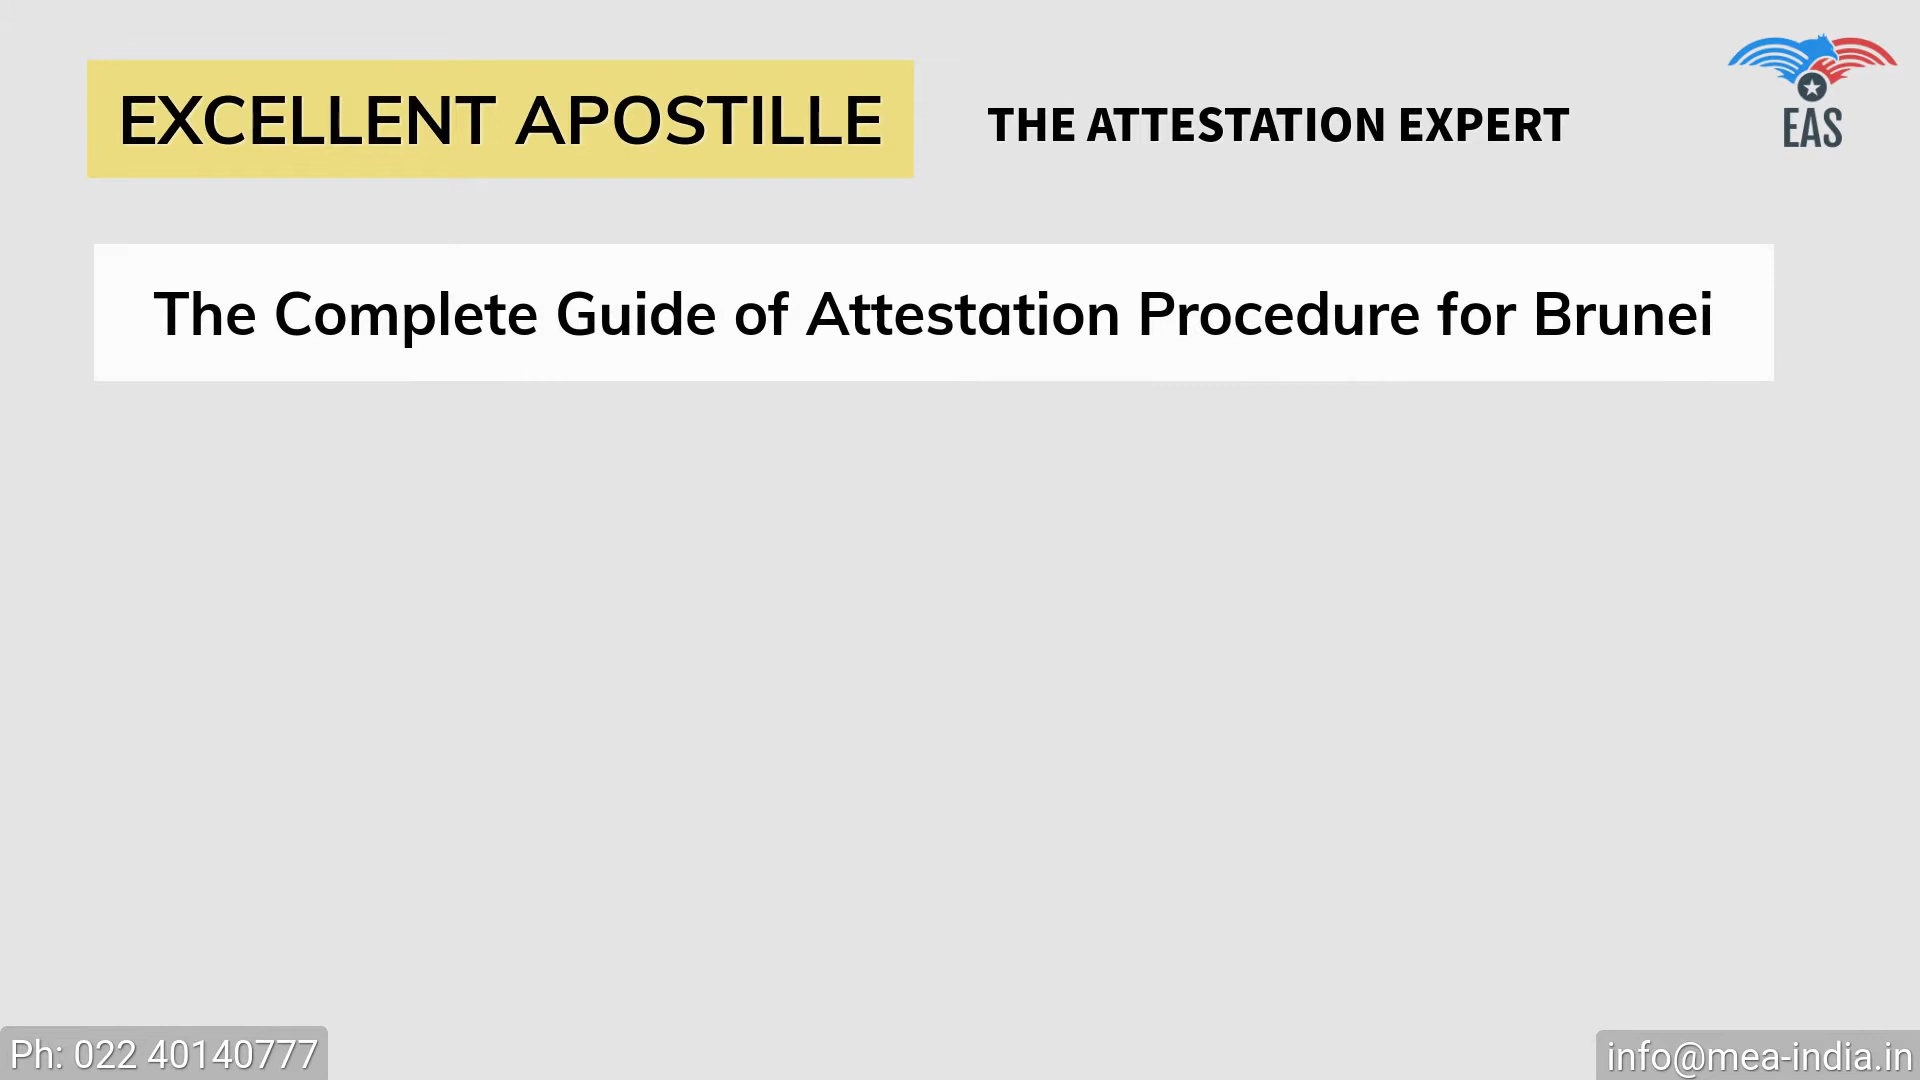 EXCELLENT APOSTILLE
THE ATTESTATION EXPERT
EAS
The Complete Guide of Attestation Procedure for Brunei
Ph: 022 40140777
info@mea-india.in